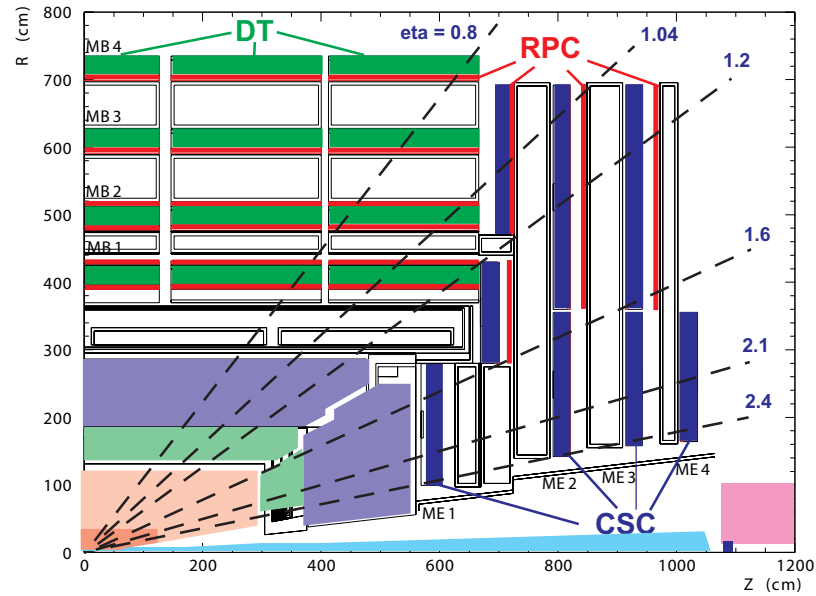 R (cm)
800
700
600
500
400
300
200
100
0
MB 4
MB 3
MB 2
MB 1
DT
eta = 0.8
RPC
1.04
1.2
1.6
2.1
2.4
ME 1
ME 2
ME 3
ME 4
CSC
0
200
400
600
800
1000
1200
Z (cm)